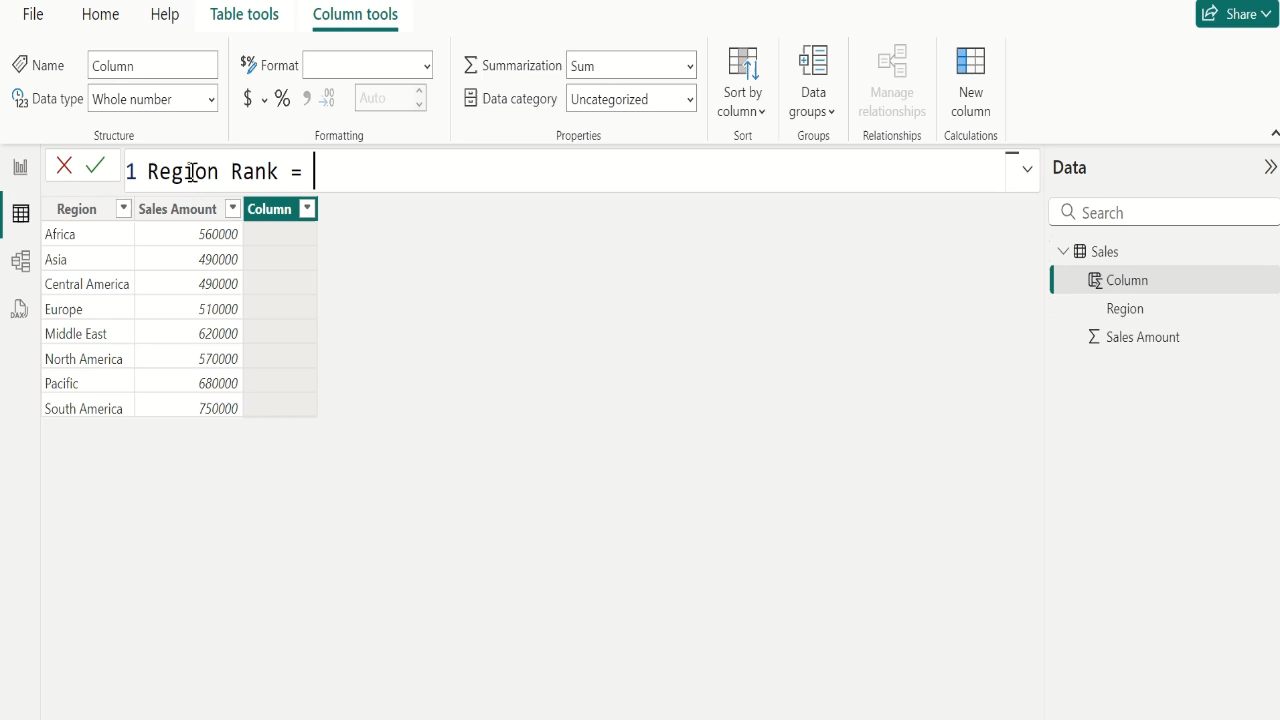 File Home Help Table tools Column tools Share
Name Column Format Summarization Sum Sort by column Data groups Manage relationships New column
Data type Whole number $ % Auto Data category Uncategorized
Structure Formatting Properties Sort Groups Relationships Calculations
1 Region Rank =
Data
Search
Region Sales Amount Column
Africa 560000
Asia 490000
Central America 490000
Europe 510000
Middle East 620000
North America 570000
Pacific 680000
South America 750000
Sales
Column
Region
Sales Amount